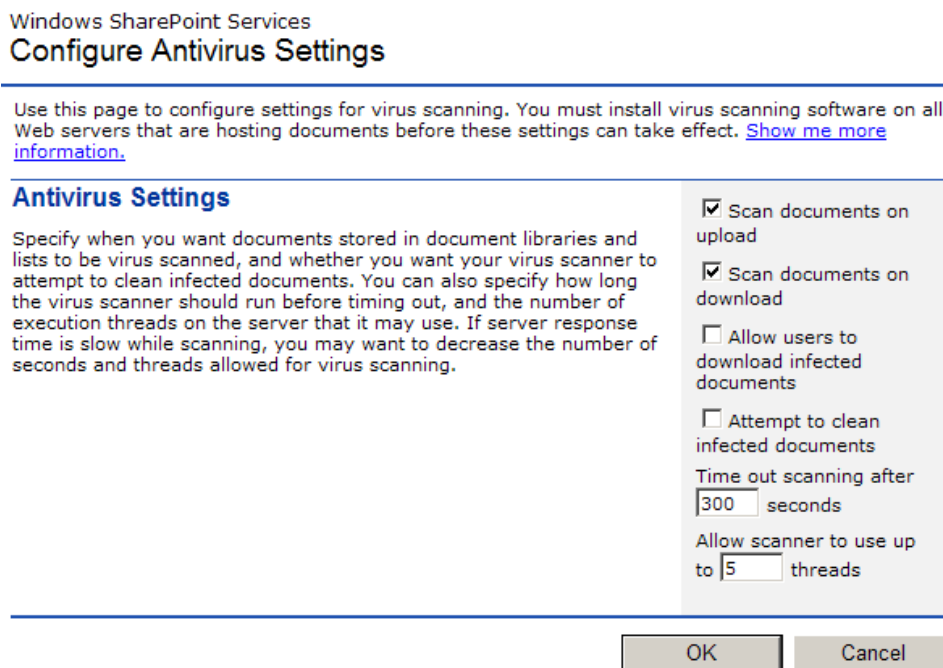 Windows SharePoint Services
Configure Antivirus Settings
Use this page to configure settings for virus scanning. You must install virus scanning software on all
Web servers that are hosting documents before these settings can take effect. Show me more
information.
Antivirus Settings
Specify when you want documents stored in document libraries and
lists to be virus scanned, and whether you want your virus scanner to
attempt to clean infected documents. You can also specify how long
the virus scanner should run before timing out, and the number of
execution threads on the server that it may use. If server response
time is slow while scanning, you may want to decrease the number of
seconds and threads allowed for virus scanning.
Scan documents on
upload
Scan documents on
download
Allow users to
download infected
documents
Attempt to clean
infected documents
Time out scanning after
300 seconds
Allow scanner to use up
to 5 threads
OK Cancel